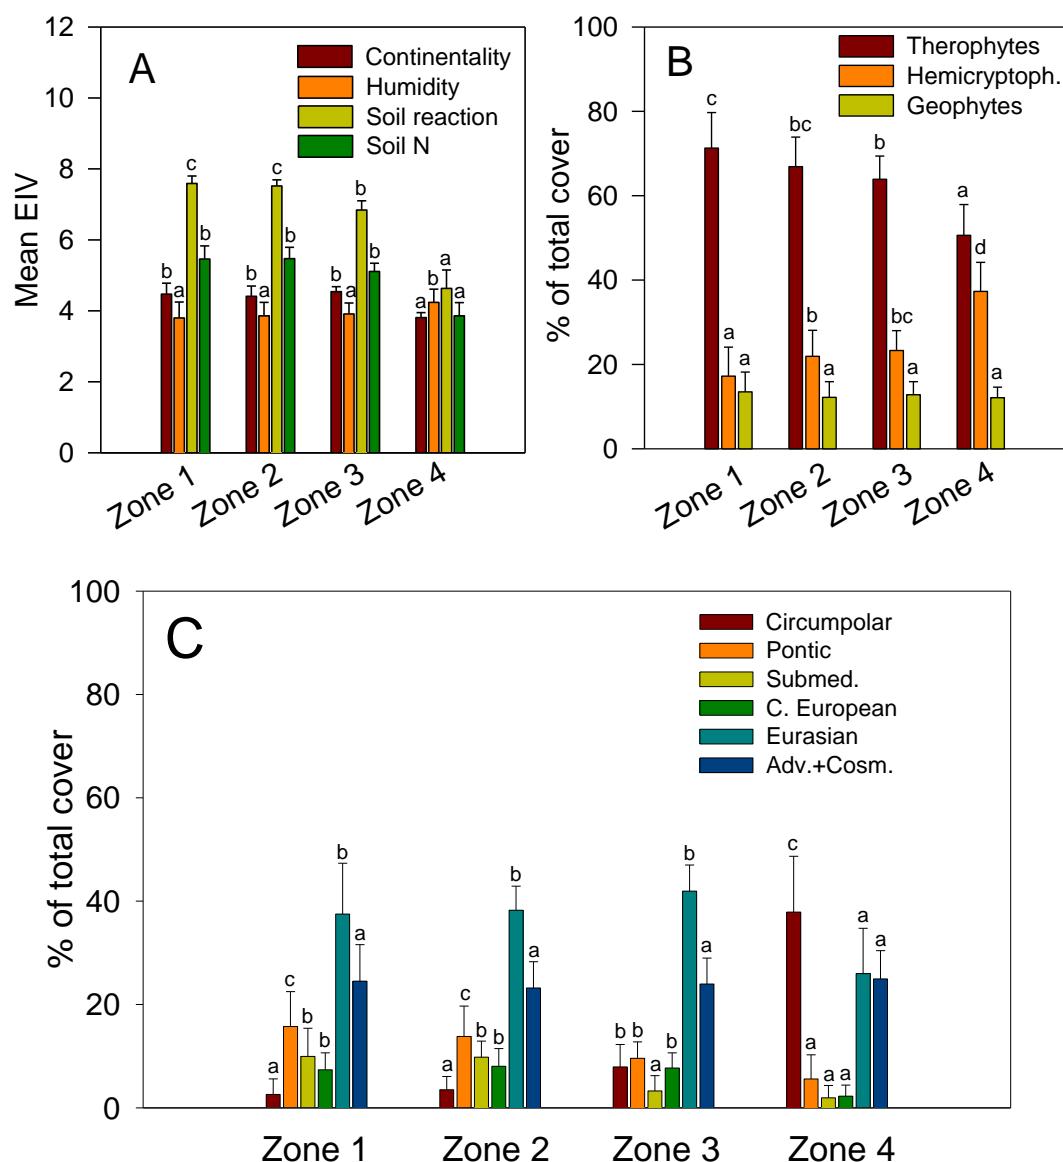 A
Continentality
Humidity
Soil reaction
Soil N
Mean EIV
12
10
8
6
4
2
0
b
a
c
b
b
a
c
b
b
a
b
b
a
b
a
a
Zone 1
Zone 2
Zone 3
Zone 4
B
Therophytes
Hemicryptoph.
Geophytes
% of total cover
100
80
60
40
20
0
c
a
a
bc
b
a
b
bc
a
a
d
a
Zone 1
Zone 2
Zone 3
Zone 4
C
Circumpolar
Pontic
Submed.
C. European
Eurasian
Adv.+Cosm.
% of total cover
100
80
60
40
20
0
a
c
b
b
b
a
a
c
b
b
b
a
b
b
a
b
b
a
c
a
a
a
a
a
Zone 1
Zone 2
Zone 3
Zone 4